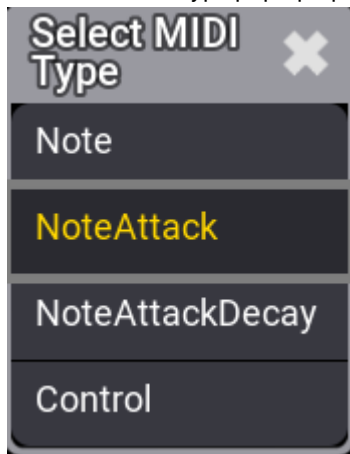 Select MIDI
Type
Note
NoteAttack
NoteAttackDecay
Control